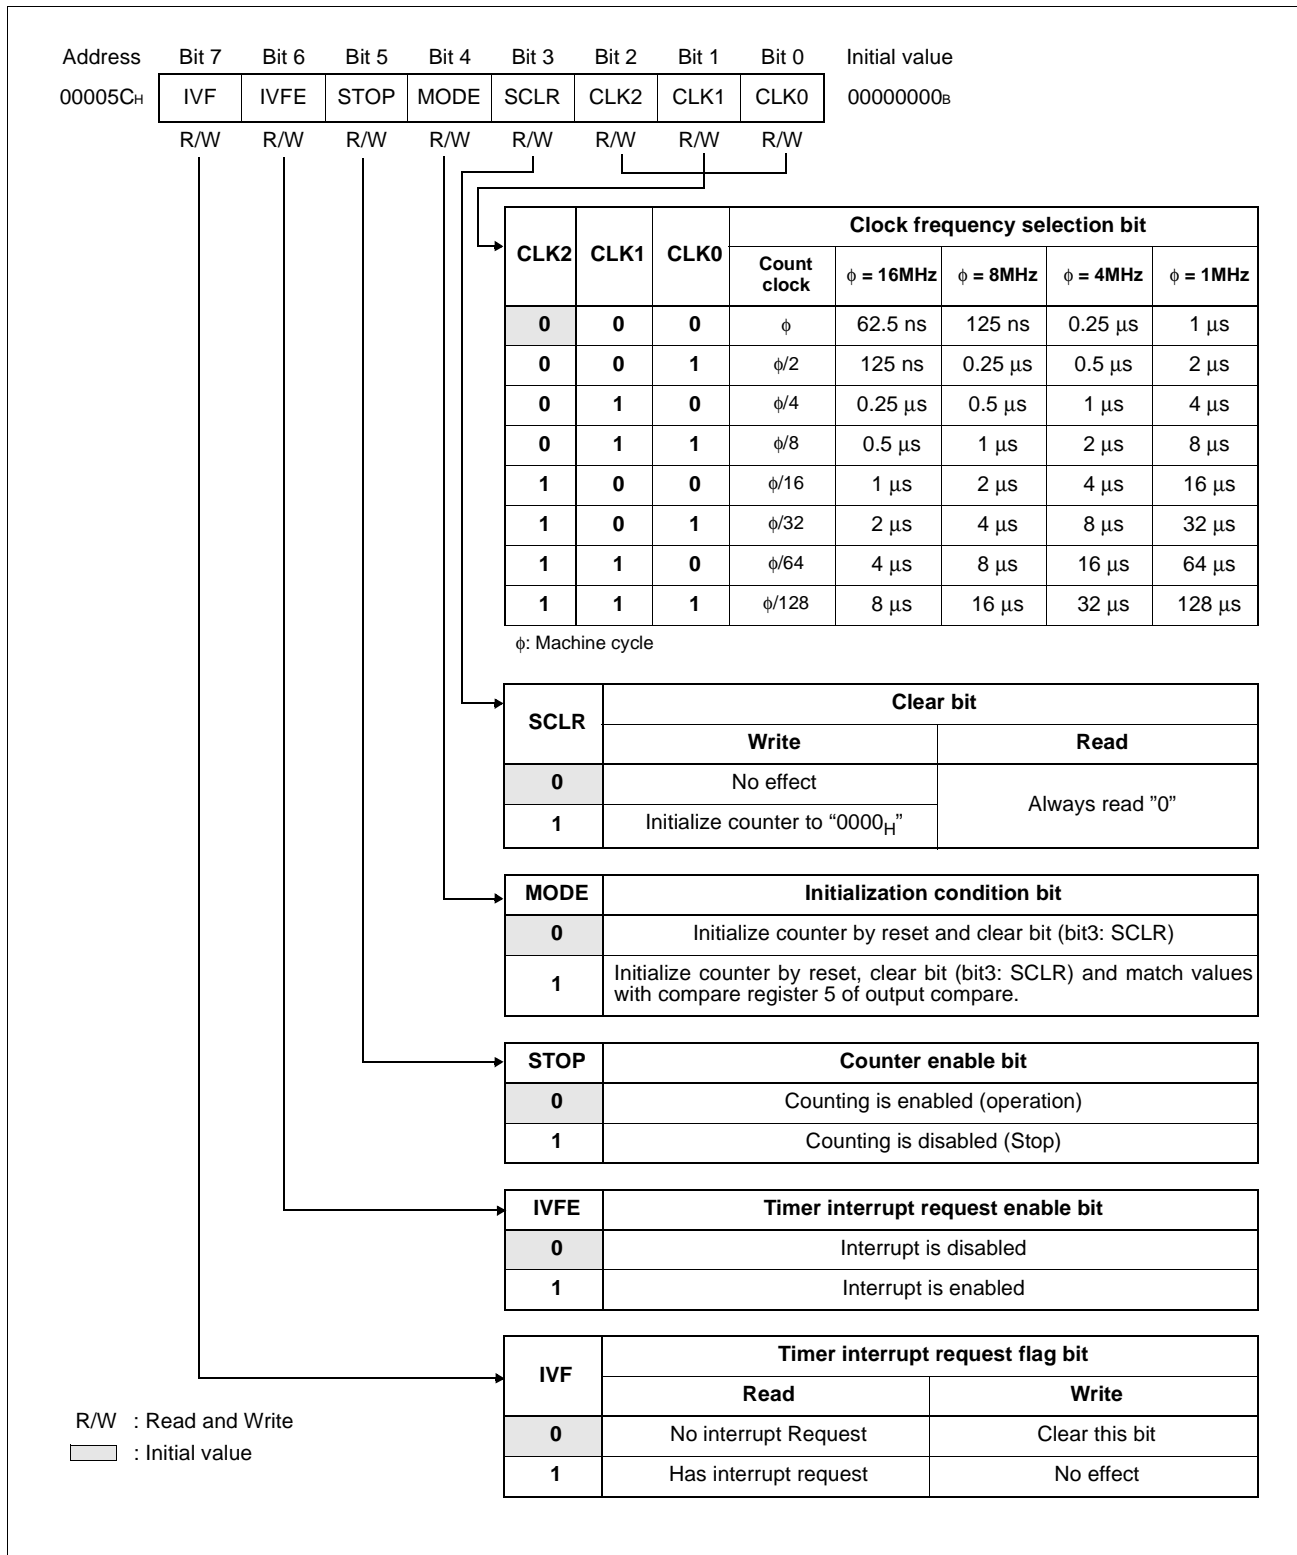 Address Bit 7 Bit 6 Bit 5 Bit 4 Bit 3 Bit 2 Bit 1 Bit 0 Initial value
00005CH IVF IVFE STOP MODE SCLR CLK2 CLK1 CLK0 00000000B
R/W R/W R/W R/W R/W R/W R/W R/W
CLK2 CLK1 CLK0 Clock frequency selection bit
Count clock ϕ = 16MHz ϕ = 8MHz ϕ = 4MHz ϕ = 1MHz
0 0 0 ϕ 62.5 ns 125 ns 0.25 μs 1 μs
0 0 1 ϕ/2 125 ns 0.25 μs 0.5 μs 2 μs
0 1 0 ϕ/4 0.25 μs 0.5 μs 1 μs 4 μs
0 1 1 ϕ/8 0.5 μs 1 μs 2 μs 8 μs
1 0 0 ϕ/16 1 μs 2 μs 4 μs 16 μs
1 0 1 ϕ/32 2 μs 4 μs 8 μs 32 μs
1 1 0 ϕ/64 4 μs 8 μs 16 μs 64 μs
1 1 1 ϕ/128 8 μs 16 μs 32 μs 128 μs
ϕ: Machine cycle
SCLR Clear bit
Write Read
0 No effect Always read ”0”
1 Initialize counter to “0000H”
MODE Initialization condition bit
0 Initialize counter by reset and clear bit (bit3: SCLR)
1 Initialize counter by reset, clear bit (bit3: SCLR) and match values
with compare register 5 of output compare.
STOP Counter enable bit
0 Counting is enabled (operation)
1 Counting is disabled (Stop)
IVFE Timer interrupt request enable bit
0 Interrupt is disabled
1 Interrupt is enabled
IVF Timer interrupt request flag bit
Read Write
0 No interrupt Request Clear this bit
1 Has interrupt request No effect
R/W : Read and Write
: Initial value